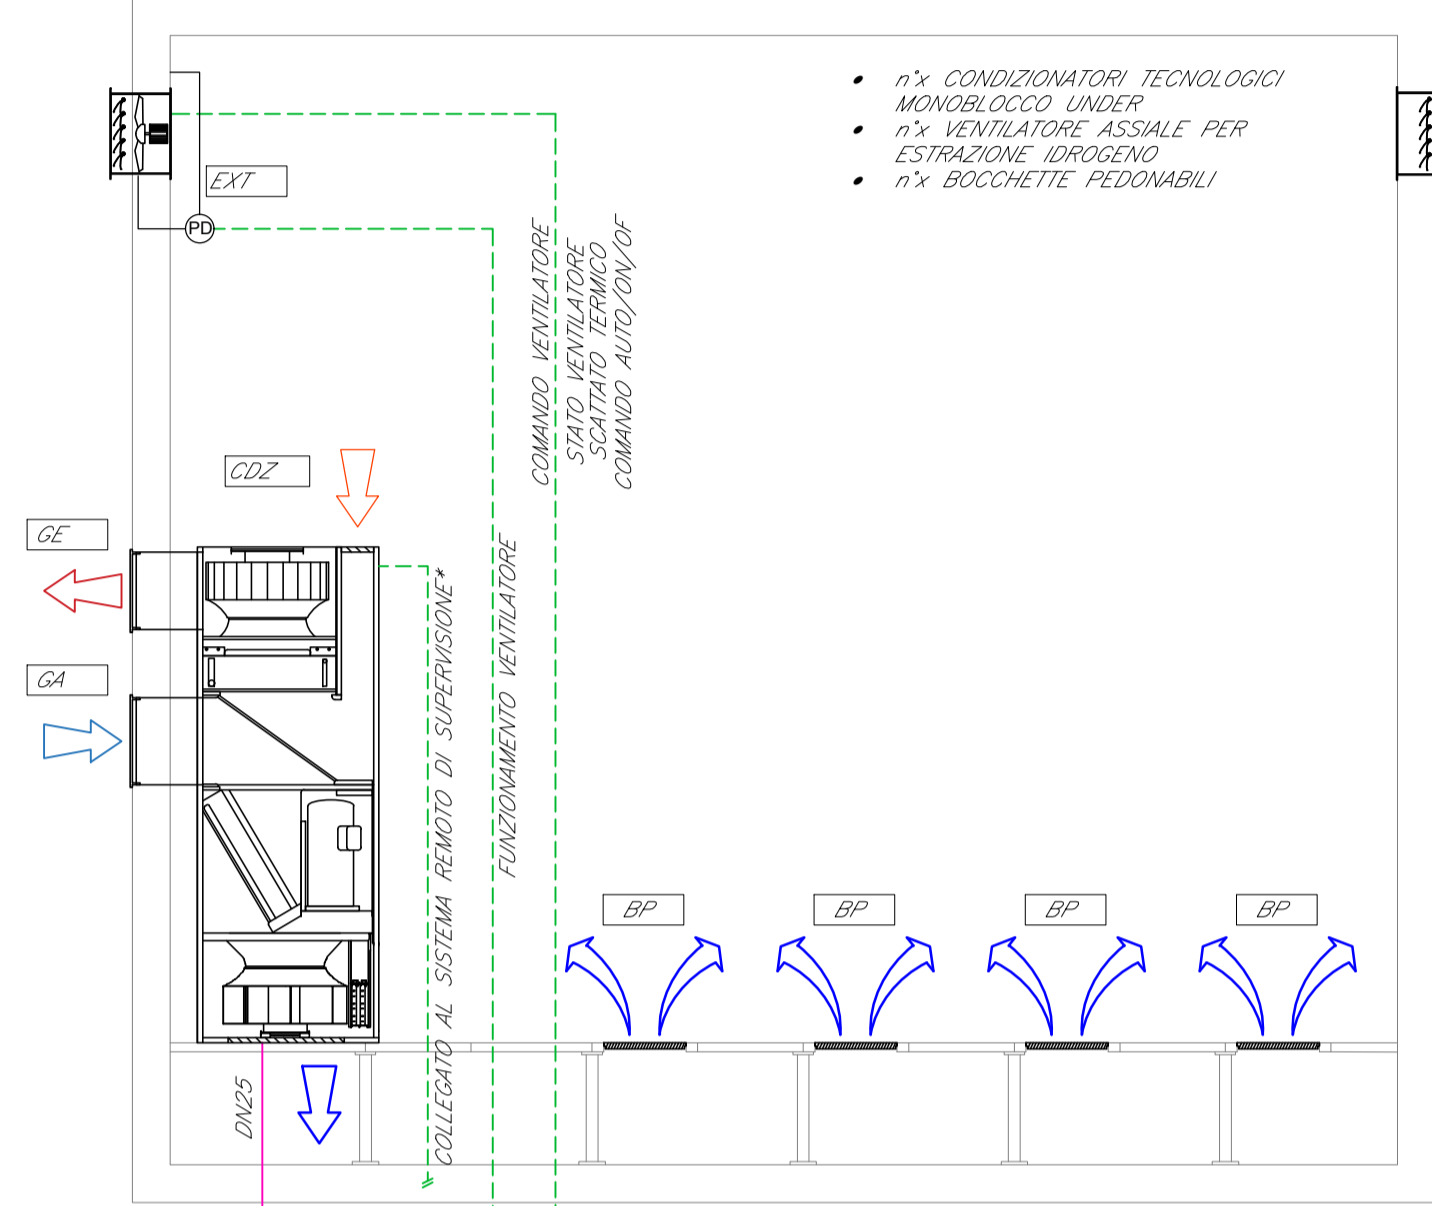 • n°x CONDIZIONATORI TECNOLOGICI
MONOBLOCCO UNDER
• n°x VENTILATORE ASSIALE PER
ESTRAZIONE IDROGENO
• n°x BOCCHETTE PEDONABILI
EXT
PD
COMANDO VENTILATORE
STATO VENTILATORE
SCATTATO TERMICO
COMANDO AUTO/ON/OF
CDZ
GE
GA
COLLEGATO AL SISTEMA REMOTO DI SUPERVISIONE*
FUNZIONAMENTO VENTILATORE
BP
BP
BP
BP
DN25